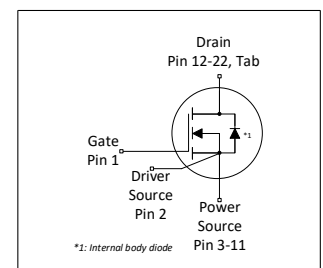 Drain
Pin 12-22, Tab
*1
Gate
Pin 1
Driver
Source
Pin 2
Power
Source
Pin 3-11
*1: Internal body diode